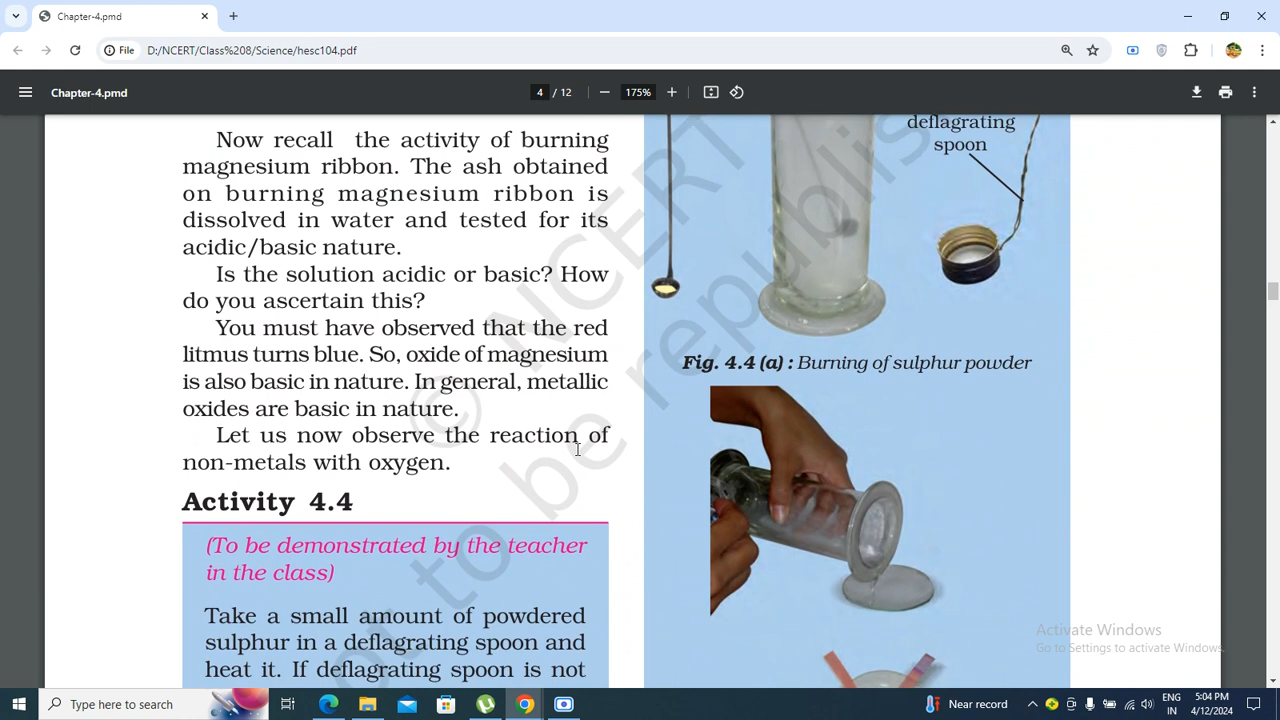 Chapter-4.pmd
File D:/NCERT/Class%208/Science/hesc104.pdf
Chapter-4.pmd
4 / 12
175%
Now recall the activity of burning
magnesium ribbon. The ash obtained
on burning magnesium ribbon is
dissolved in water and tested for its
acidic/basic nature.
Is the solution acidic or basic? How
do you ascertain this?
You must have observed that the red
litmus turns blue. So, oxide of magnesium
is also basic in nature. In general, metallic
oxides are basic in nature.
Let us now observe the reaction of
non-metals with oxygen.
Activity 4.4
(To be demonstrated by the teacher
in the class)
Take a small amount of powdered
sulphur in a deflagrating spoon and
heat it. If deflagrating spoon is not
deflagrating
spoon
Fig. 4.4 (a) : Burning of sulphur powder
© NCERT
not to be republis
Activate Windows
Go to Settings to activate Windows.
Type here to search
Near record
ENG
IN
5:04 PM
4/12/2024